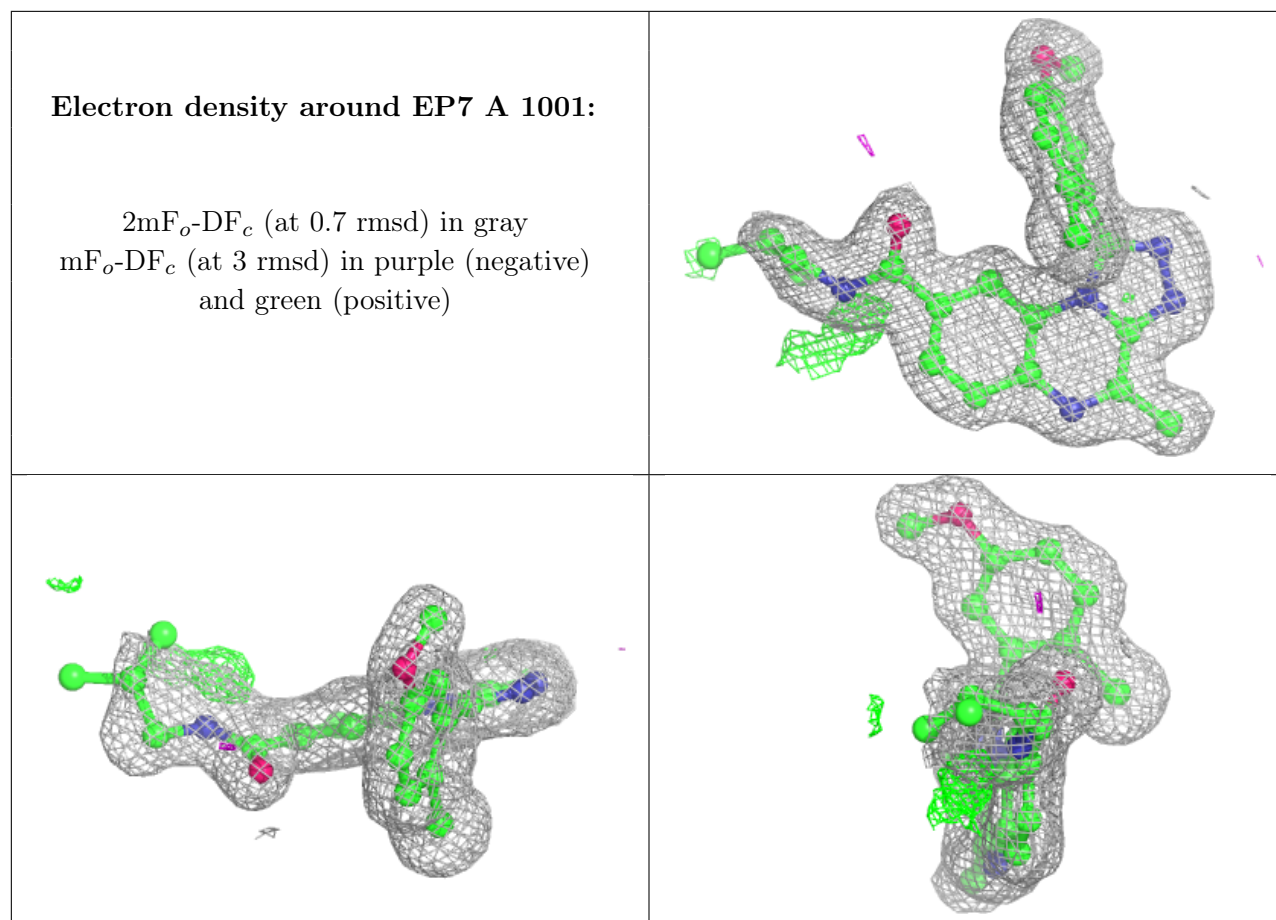 Electron density around EP7 A 1001:
2mFₒ-DF𝒸 (at 0.7 rmsd) in gray
mFₒ-DF𝒸 (at 3 rmsd) in purple (negative)
and green (positive)